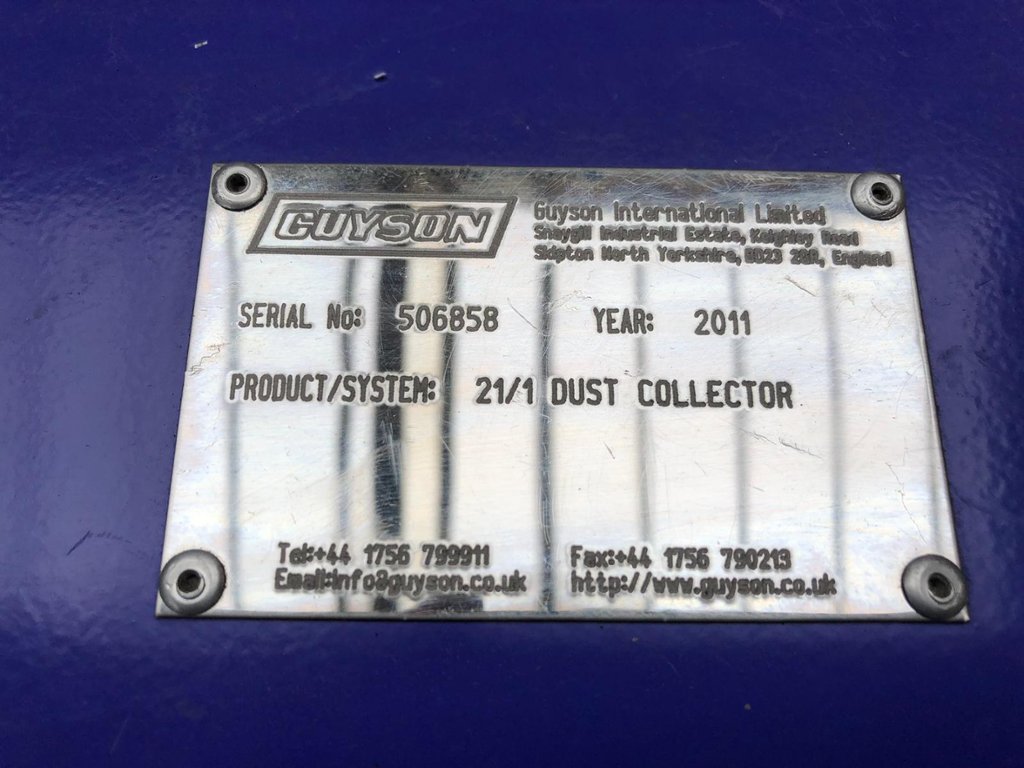 GUYSON
Guyson International Limited
Snaygill Industrial Estate, Keighley Road
Skipton North Yorkshire, BD23 2QR, England
SERIAL No: 506858 YEAR: 2011
PRODUCT/SYSTEM: 21/1 DUST COLLECTOR
Tel:+44 1756 799911 Fax:+44 1756 790213
Email:info@guyson.co.uk http://www.guyson.co.uk